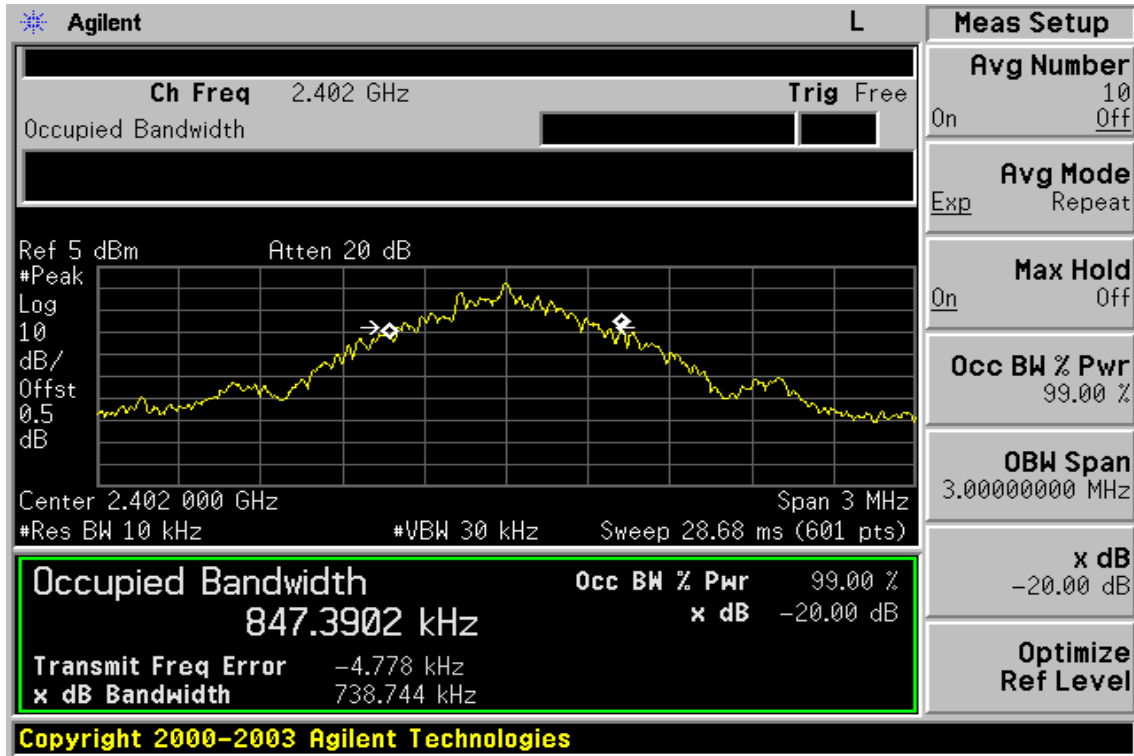 Agilent L
Ch Freq 2.402 GHz Trig Free
Occupied Bandwidth
Ref 5 dBm Atten 20 dB
#Peak
Log
10
dB/
Offst
0.5
dB
Center 2.402 000 GHz Span 3 MHz
#Res BW 10 kHz #VBW 30 kHz Sweep 28.68 ms (601 pts)
Occupied Bandwidth
847.3902 kHz
Occ BW % Pwr 99.00 %
x dB -20.00 dB
Transmit Freq Error -4.778 kHz
x dB Bandwidth 738.744 kHz
Copyright 2000-2003 Agilent Technologies
Meas Setup
Avg Number
10
On Off
Avg Mode
Exp Repeat
Max Hold
On Off
Occ BW % Pwr
99.00 %
OBW Span
3.00000000 MHz
x dB
-20.00 dB
Optimize
Ref Level